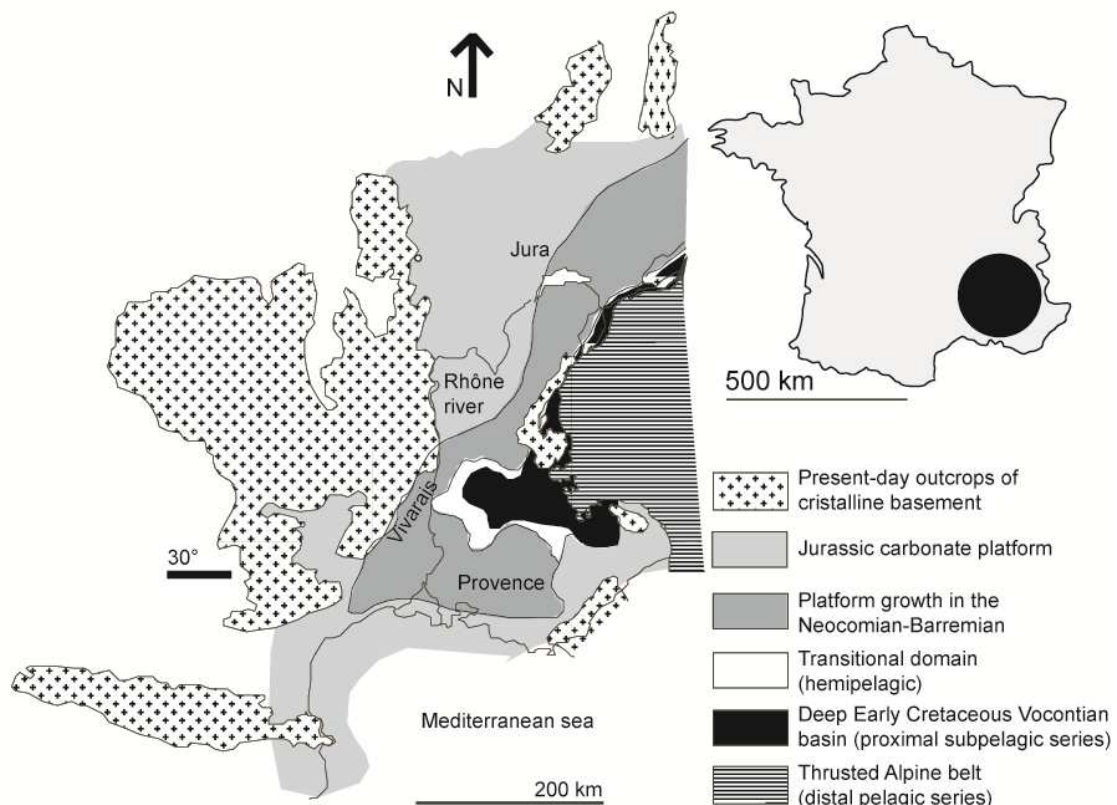 N
Jura
Rhône
river
Vivarais
30°
Provence
Mediterranean sea
200 km
500 km
Present-day outcrops of
cristalline basement
Jurassic carbonate platform
Platform growth in the
Neocomian-Barremian
Transitional domain
(hemipelagic)
Deep Early Cretaceous Vocontian
basin (proximal subpelagic series)
Thrusted Alpine belt
(distal pelagic series)